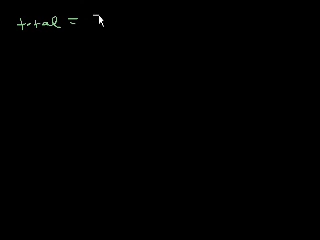 total =